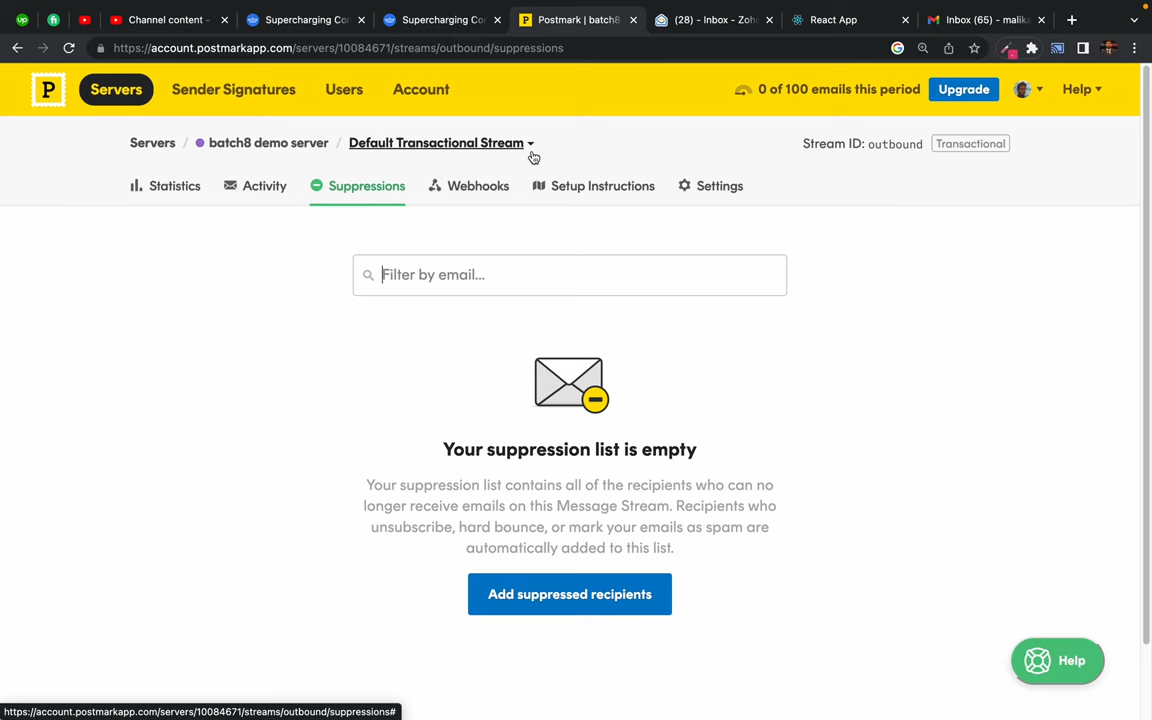 Channel content -
Supercharging Co
Supercharging Co
Postmark | batch8
(28) - Inbox - Zoh
React App
Inbox (65) - malika
https://account.postmarkapp.com/servers/10084671/streams/outbound/suppressions
P Servers Sender Signatures Users Account 0 of 100 emails this period Upgrade Help
Servers / batch8 demo server / Default Transactional Stream Stream ID: outbound Transactional
Statistics Activity Suppressions Webhooks Setup Instructions Settings
Filter by email...
Your suppression list is empty
Your suppression list contains all of the recipients who can no
longer receive emails on this Message Stream. Recipients who
unsubscribe, hard bounce, or mark your emails as spam are
automatically added to this list.
Add suppressed recipients
Help
https://account.postmarkapp.com/servers/10084671/streams/outbound/suppressions#